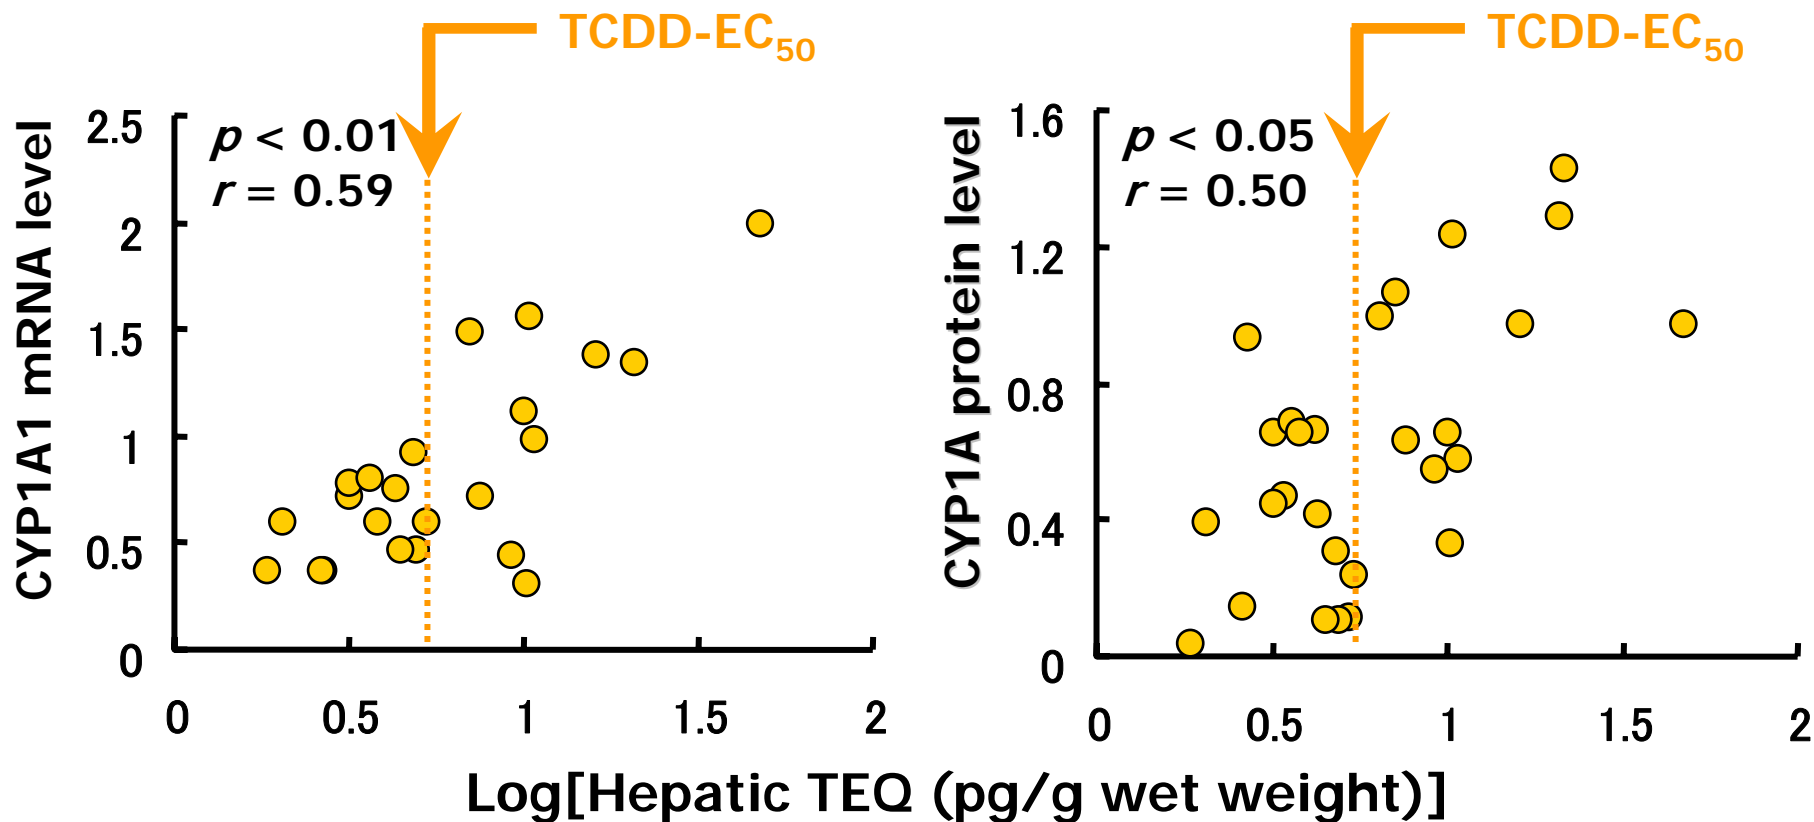 TCDD-EC50
CYP1A1 mRNA level
2.5
2
1.5
1
0.5
0
p < 0.01
r = 0.59
0 0.5 1 1.5 2
TCDD-EC50
CYP1A protein level
1.6
1.2
0.8
0.4
0
p < 0.05
r = 0.50
0 0.5 1 1.5 2
Log[Hepatic TEQ (pg/g wet weight)]